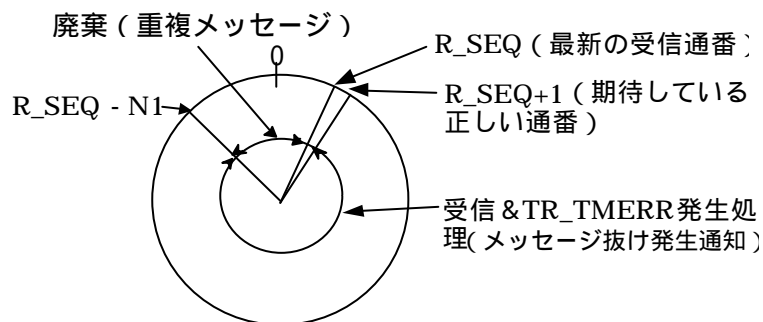 廃棄(重複メッセージ)
0
R_SEQ(最新の受信通番)
R_SEQ - N1
R_SEQ+1(期待している
正しい通番)
受信&TR_TMERR発生処
理(メッセージ抜け発生通知)